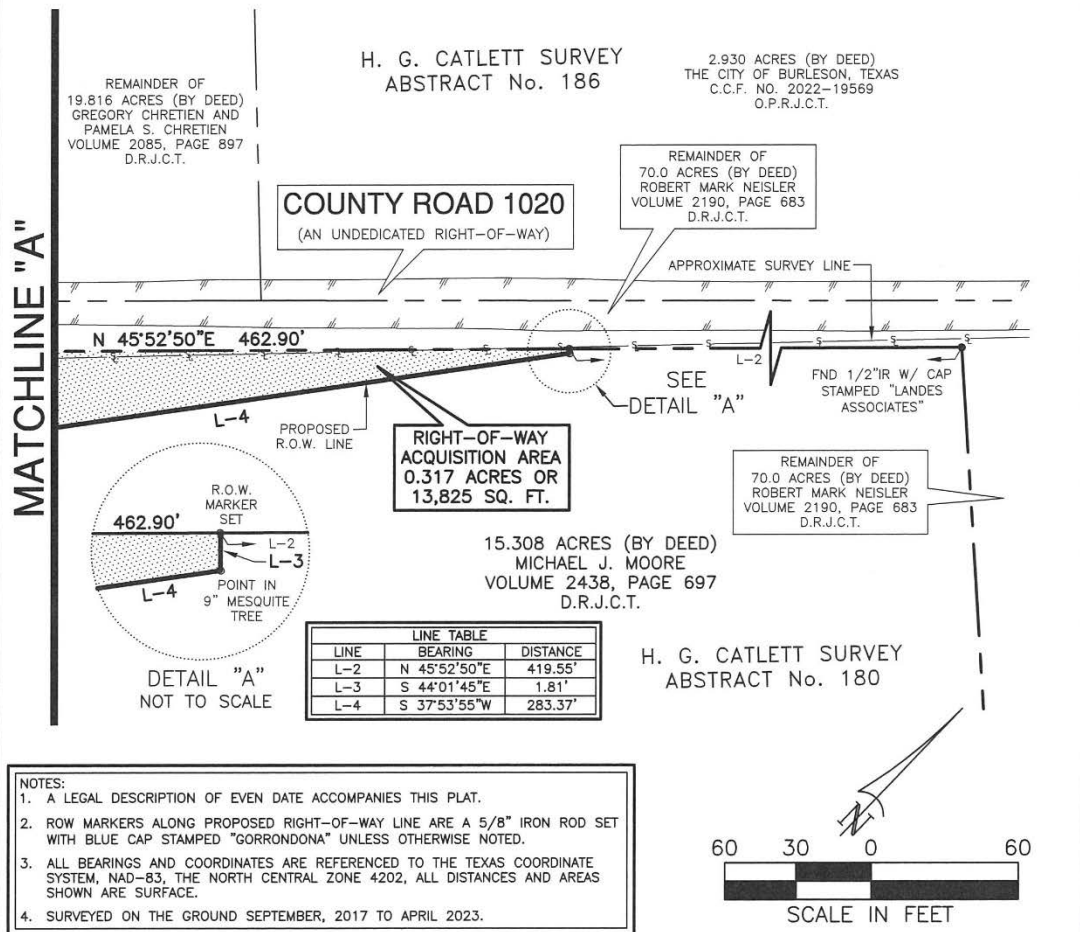 H. G. CATLETT SURVEY
ABSTRACT No. 186
2.930 ACRES (BY DEED)
THE CITY OF BURLESON, TEXAS
C.C.F. NO. 2022-19569
O.P.R.J.C.T.
REMAINDER OF
19.816 ACRES (BY DEED)
GREGORY CHRETIEN AND
PAMELA S. CHRETIEN
VOLUME 2085, PAGE 897
D.R.J.C.T.
REMAINDER OF
70.0 ACRES (BY DEED)
ROBERT MARK NEISLER
VOLUME 2190, PAGE 683
D.R.J.C.T.
COUNTY ROAD 1020
(AN UNDEDICATED RIGHT-OF-WAY)
APPROXIMATE SURVEY LINE
MATCHLINE "A"
N 45°52'50"E 462.90'
L-2
SEE
DETAIL "A"
FND 1/2"IR W/ CAP
STAMPED "LANDES
ASSOCIATES"
L-4
PROPOSED
R.O.W. LINE
RIGHT-OF-WAY
ACQUISITION AREA
0.317 ACRES OR
13,825 SQ. FT.
REMAINDER OF
70.0 ACRES (BY DEED)
ROBERT MARK NEISLER
VOLUME 2190, PAGE 683
D.R.J.C.T.
R.O.W.
MARKER
SET
462.90'
L-2
L-3
L-4
POINT IN
9" MESQUITE
TREE
DETAIL "A"
NOT TO SCALE
15.308 ACRES (BY DEED)
MICHAEL J. MOORE
VOLUME 2438, PAGE 697
D.R.J.C.T.
LINE TABLE
LINE BEARING DISTANCE
L-2 N 45°52'50"E 419.55'
L-3 S 44°01'45"E 1.81'
L-4 S 37°53'55"W 283.37'
H. G. CATLETT SURVEY
ABSTRACT No. 180
NOTES:
1. A LEGAL DESCRIPTION OF EVEN DATE ACCOMPANIES THIS PLAT.
2. ROW MARKERS ALONG PROPOSED RIGHT-OF-WAY LINE ARE A 5/8" IRON ROD SET
WITH BLUE CAP STAMPED "GORRONDONA" UNLESS OTHERWISE NOTED.
3. ALL BEARINGS AND COORDINATES ARE REFERENCED TO THE TEXAS COORDINATE
SYSTEM, NAD-83, THE NORTH CENTRAL ZONE 4202, ALL DISTANCES AND AREAS
SHOWN ARE SURFACE.
4. SURVEYED ON THE GROUND SEPTEMBER, 2017 TO APRIL 2023.
N
60 30 0 60
SCALE IN FEET